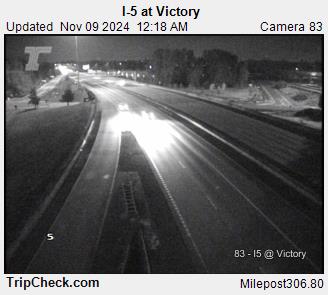 I-5 at Victory
Updated Nov 09 2024 12:18 AM Camera 83
T
S
83 - I5 @ Victory
TripCheck.com Milepost306.80